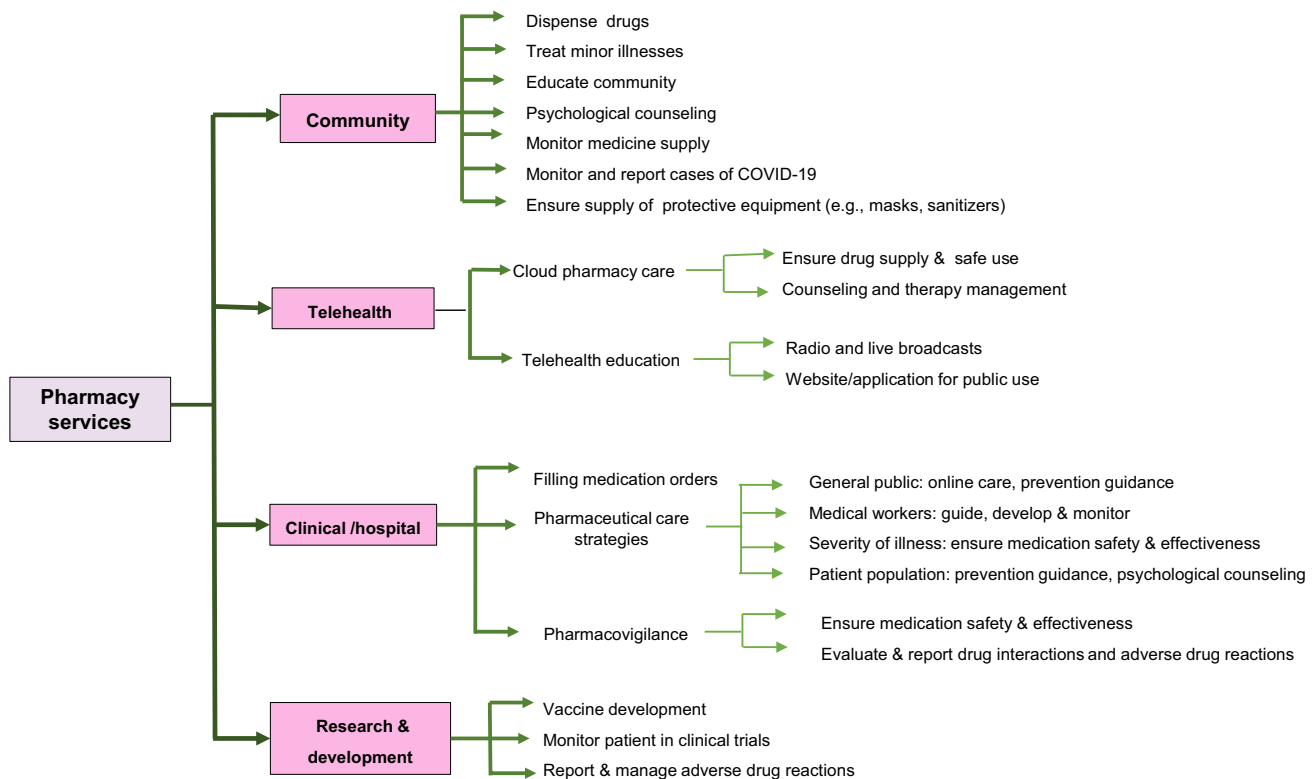 Dispense drugs
Treat minor illnesses
Educate community
Community
Psychological counseling
Monitor medicine supply
Monitor and report cases of COVID-19
Ensure supply of protective equipment (e.g., masks, sanitizers)
Telehealth
Cloud pharmacy care
Ensure drug supply & safe use
Counseling and therapy management
Telehealth education
Radio and live broadcasts
Website/application for public use
Pharmacy
services
Clinical /hospital
Filling medication orders
Pharmaceutical care
strategies
General public: online care, prevention guidance
Medical workers: guide, develop & monitor
Severity of illness: ensure medication safety & effectiveness
Patient population: prevention guidance, psychological counseling
Pharmacovigilance
Ensure medication safety & effectiveness
Evaluate & report drug interactions and adverse drug reactions
Research &
development
Vaccine development
Monitor patient in clinical trials
Report & manage adverse drug reactions